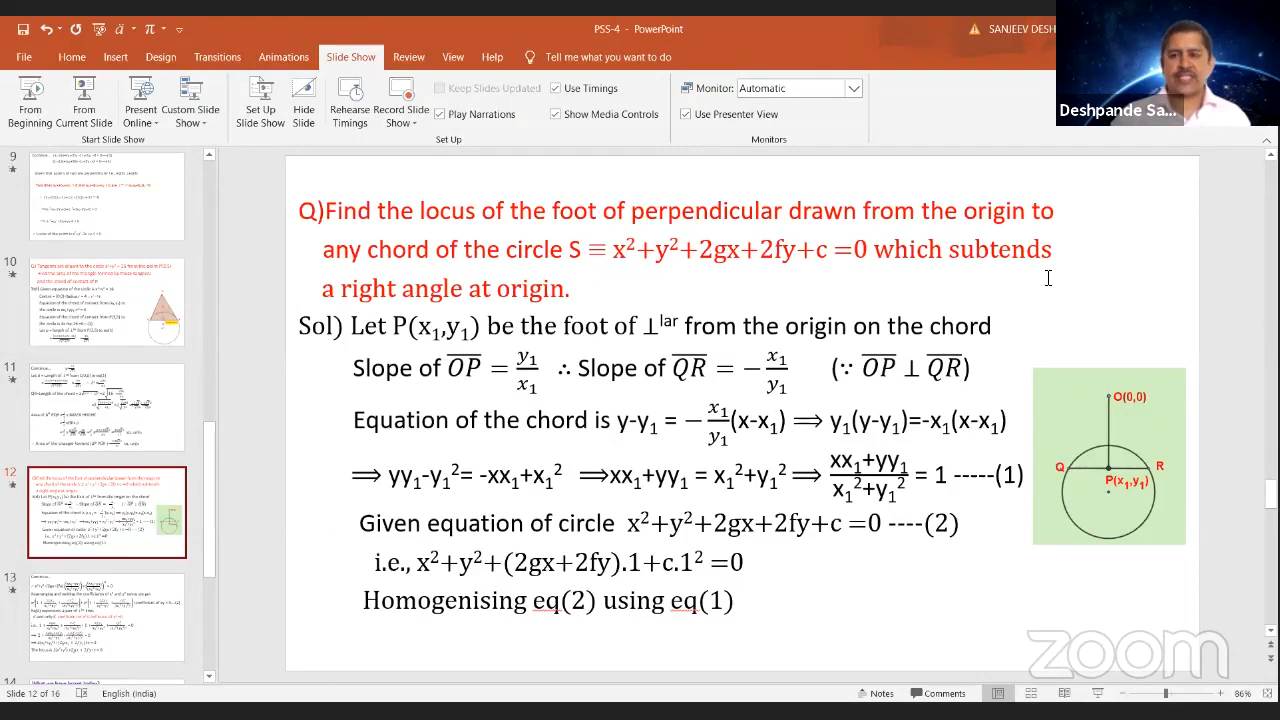 PSS-4 - PowerPoint
SANJEEV DESH
File Home Insert Design Transitions Animations Slide Show Review View Help Tell me what you want to do
From Beginning
From Current Slide
Present Online
Custom Slide Show
Start Slide Show
Set Up Slide Show
Hide Slide
Rehearse Timings
Record Slide Show
Keep Slides Updated
Play Narrations
Use Timings
Show Media Controls
Set Up
Monitor: Automatic
Use Presenter View
Monitors
Deshpande Sa...
9
10
11
12
13
14
Q)Find the locus of the foot of perpendicular drawn from the origin to
any chord of the circle S ≡ x²+y²+2gx+2fy+c =0 which subtends
a right angle at origin.
Sol) Let P(x₁,y₁) be the foot of ⊥ˡᵃʳ from the origin on the chord
Slope of O̅P̅ = y₁/x₁ ∴ Slope of Q̅R̅ = −x₁/y₁ (∵ O̅P̅ ⊥ Q̅R̅)
Equation of the chord is y-y₁ = −x₁/y₁(x-x₁) ⟹ y₁(y-y₁)=-x₁(x-x₁)
⟹ yy₁-y₁²= -xx₁+x₁² ⟹xx₁+yy₁ = x₁²+y₁² ⟹ (xx₁+yy₁)/(x₁²+y₁²) = 1 -----(1)
Given equation of circle x²+y²+2gx+2fy+c =0 ----(2)
i.e., x²+y²+(2gx+2fy).1+c.1² =0
Homogenising eq(2) using eq(1)
O(0,0)
Q
R
P(x₁,y₁)
zoom
Slide 12 of 16 English (India) Notes Comments 86%